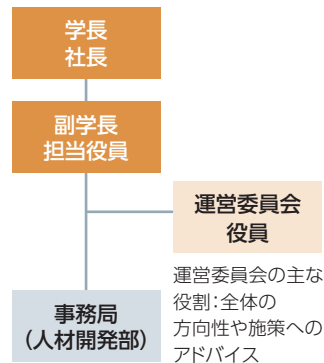 学長
社長
副学長
担当役員
運営委員会
役員
運営委員会の主な
役割:全体の
方向性や施策への
アドバイス
事務局
(人材開発部)